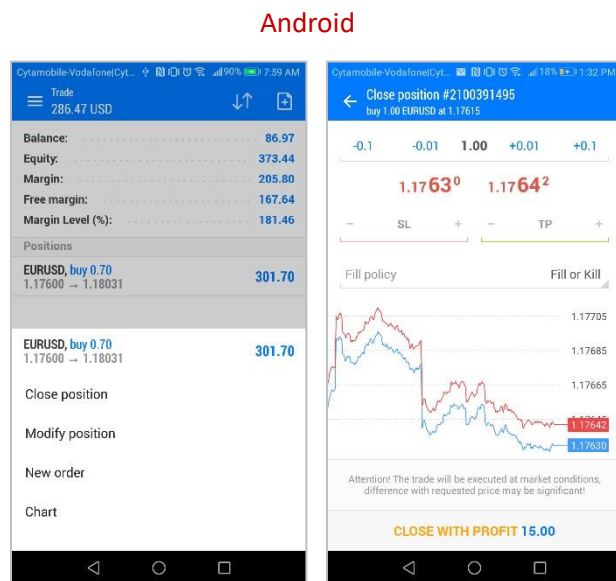 Android
Cytamobile-Vodafone|Cyt... 90% 7:59 AM
Trade
286.47 USD
Balance: 86.97
Equity: 373.44
Margin: 205.80
Free margin: 167.64
Margin Level (%): 181.46
Positions
EURUSD, buy 0.70 301.70
1.17600 → 1.18031
EURUSD, buy 0.70 301.70
1.17600 → 1.18031
Close position
Modify position
New order
Chart
Cytamobile-Vodafone|Cyt... 18% 1:32 PM
Close position #2100391495
buy 1.00 EURUSD at 1.17615
-0.1 -0.01 1.00 +0.01 +0.1
1.17630 1.17642
− SL + − TP +
Fill policy Fill or Kill
1.17705
1.17685
1.17665
1.17645
1.17642
1.17630
Attention! The trade will be executed at market conditions,
difference with requested price may be significant!
CLOSE WITH PROFIT 15.00